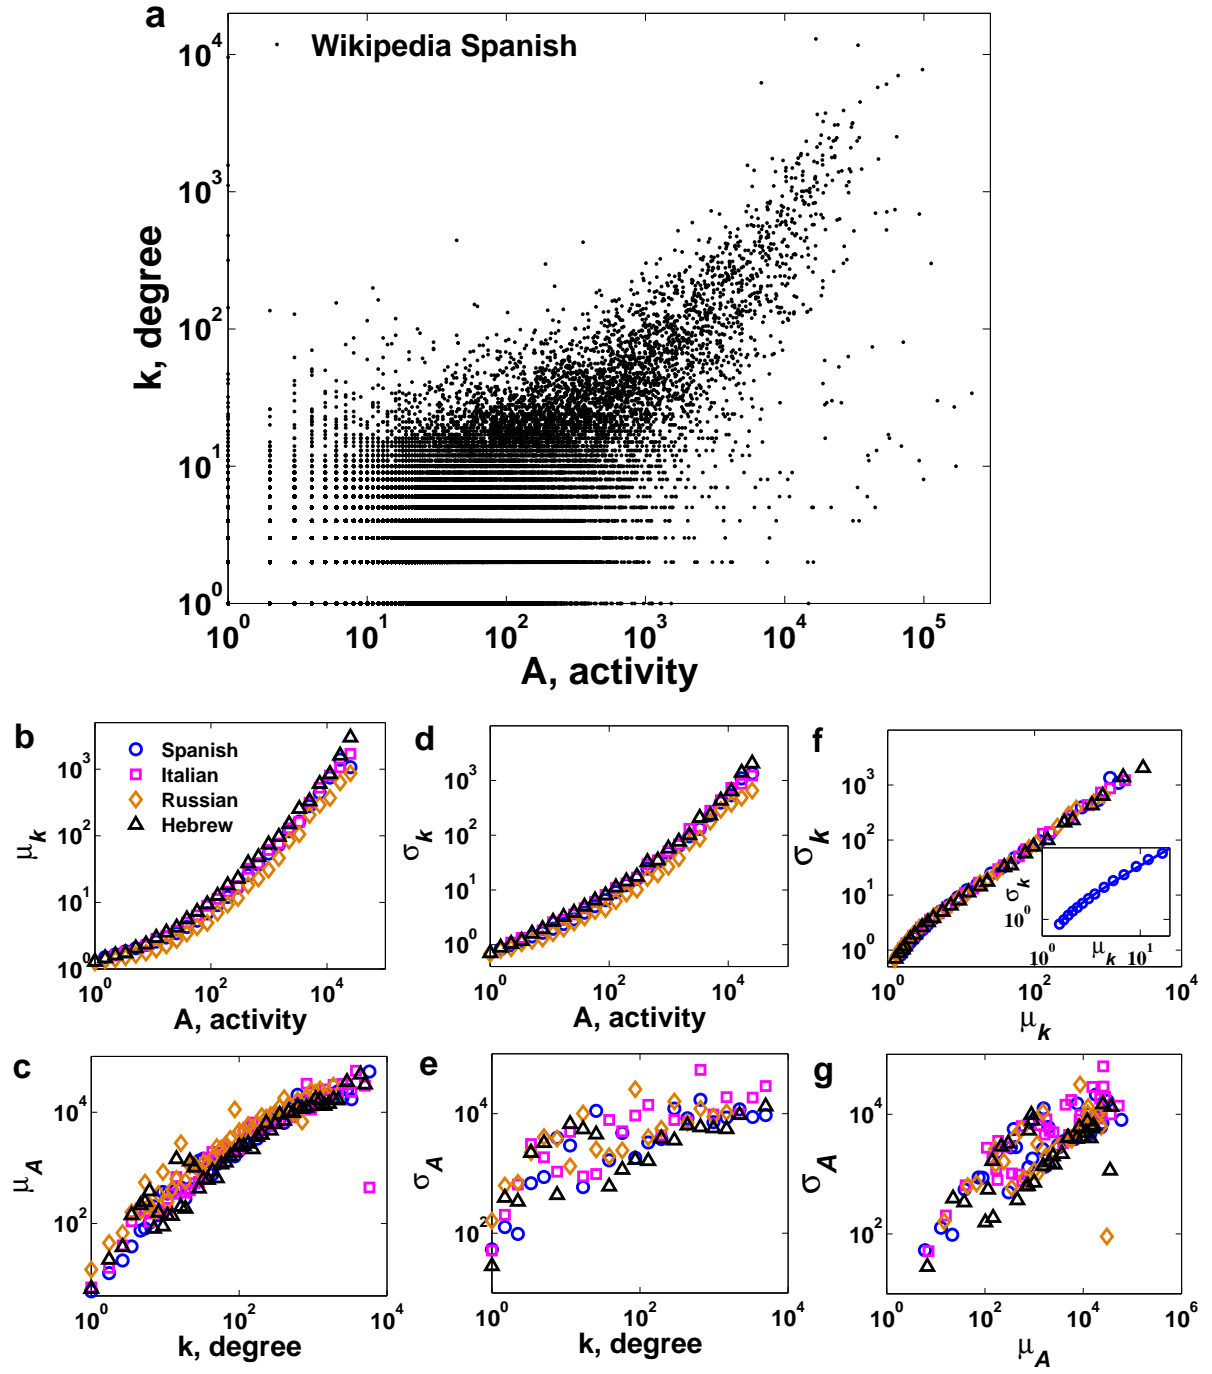 a
Wikipedia Spanish
k, degree
10^4
10^3
10^2
10^1
10^0
10^0 10^1 10^2 10^3 10^4 10^5
A, activity
b
μ_k
10^3
10^2
10^1
10^0
Spanish
Italian
Russian
Hebrew
10^0 10^2 10^4
A, activity
d
σ_k
10^3
10^2
10^1
10^0
10^0 10^2 10^4
A, activity
f
σ_k
10^3
10^2
10^1
10^0
σ_k
10^0
10^0 μ_k 10^1
10^0 10^2 10^4
μ_k
c
μ_A
10^4
10^2
10^0 10^2 10^4
k, degree
e
σ_A
10^4
10^2
10^0 10^2 10^4
k, degree
g
σ_A
10^4
10^2
10^0 10^2 10^4 10^6
μ_A